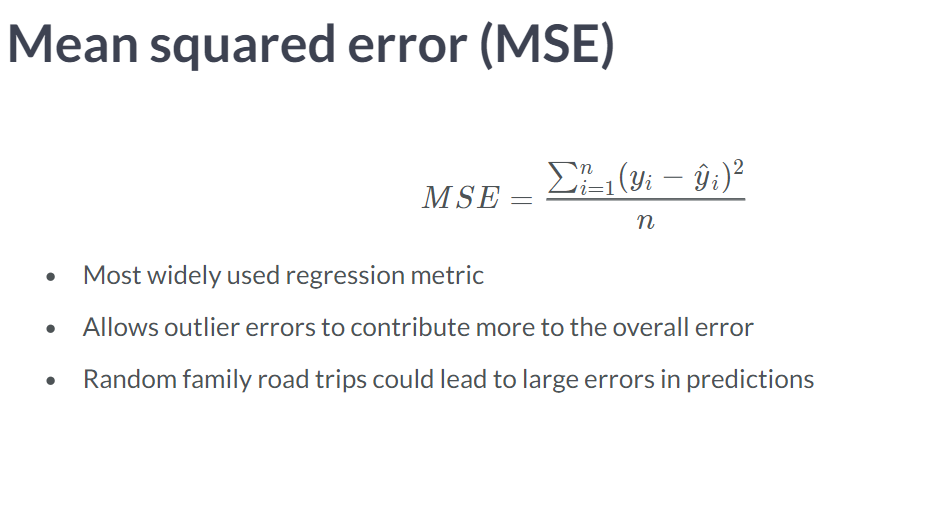 Mean squared error (MSE)
MSE = \frac{\sum_{i=1}^{n}(y_i - \hat{y}_i)^2}{n}
• Most widely used regression metric
• Allows outlier errors to contribute more to the overall error
• Random family road trips could lead to large errors in predictions